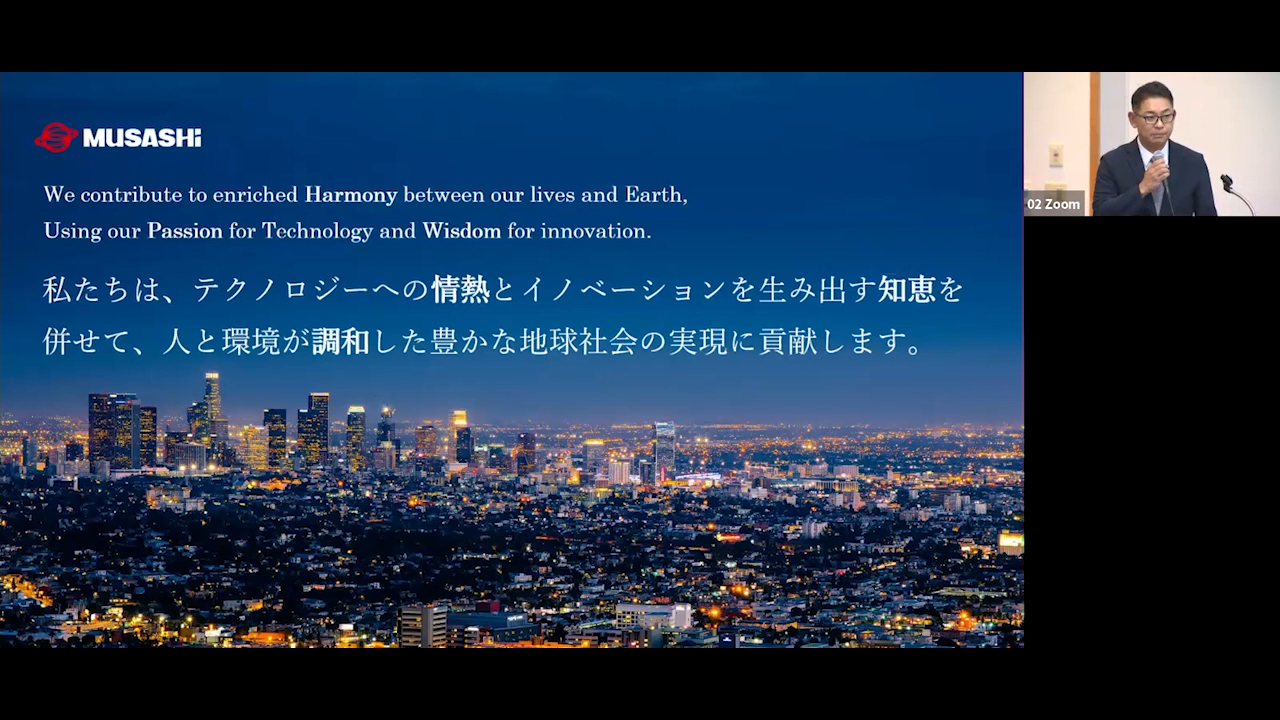 MUSASHi
We contribute to enriched Harmony between our lives and Earth,
Using our Passion for Technology and Wisdom for innovation.
私たちは、テクノロジーへの情熱とイノベーションを生み出す知恵を
併せて、人と環境が調和した豊かな地球社会の実現に貢献します。
02 Zoom